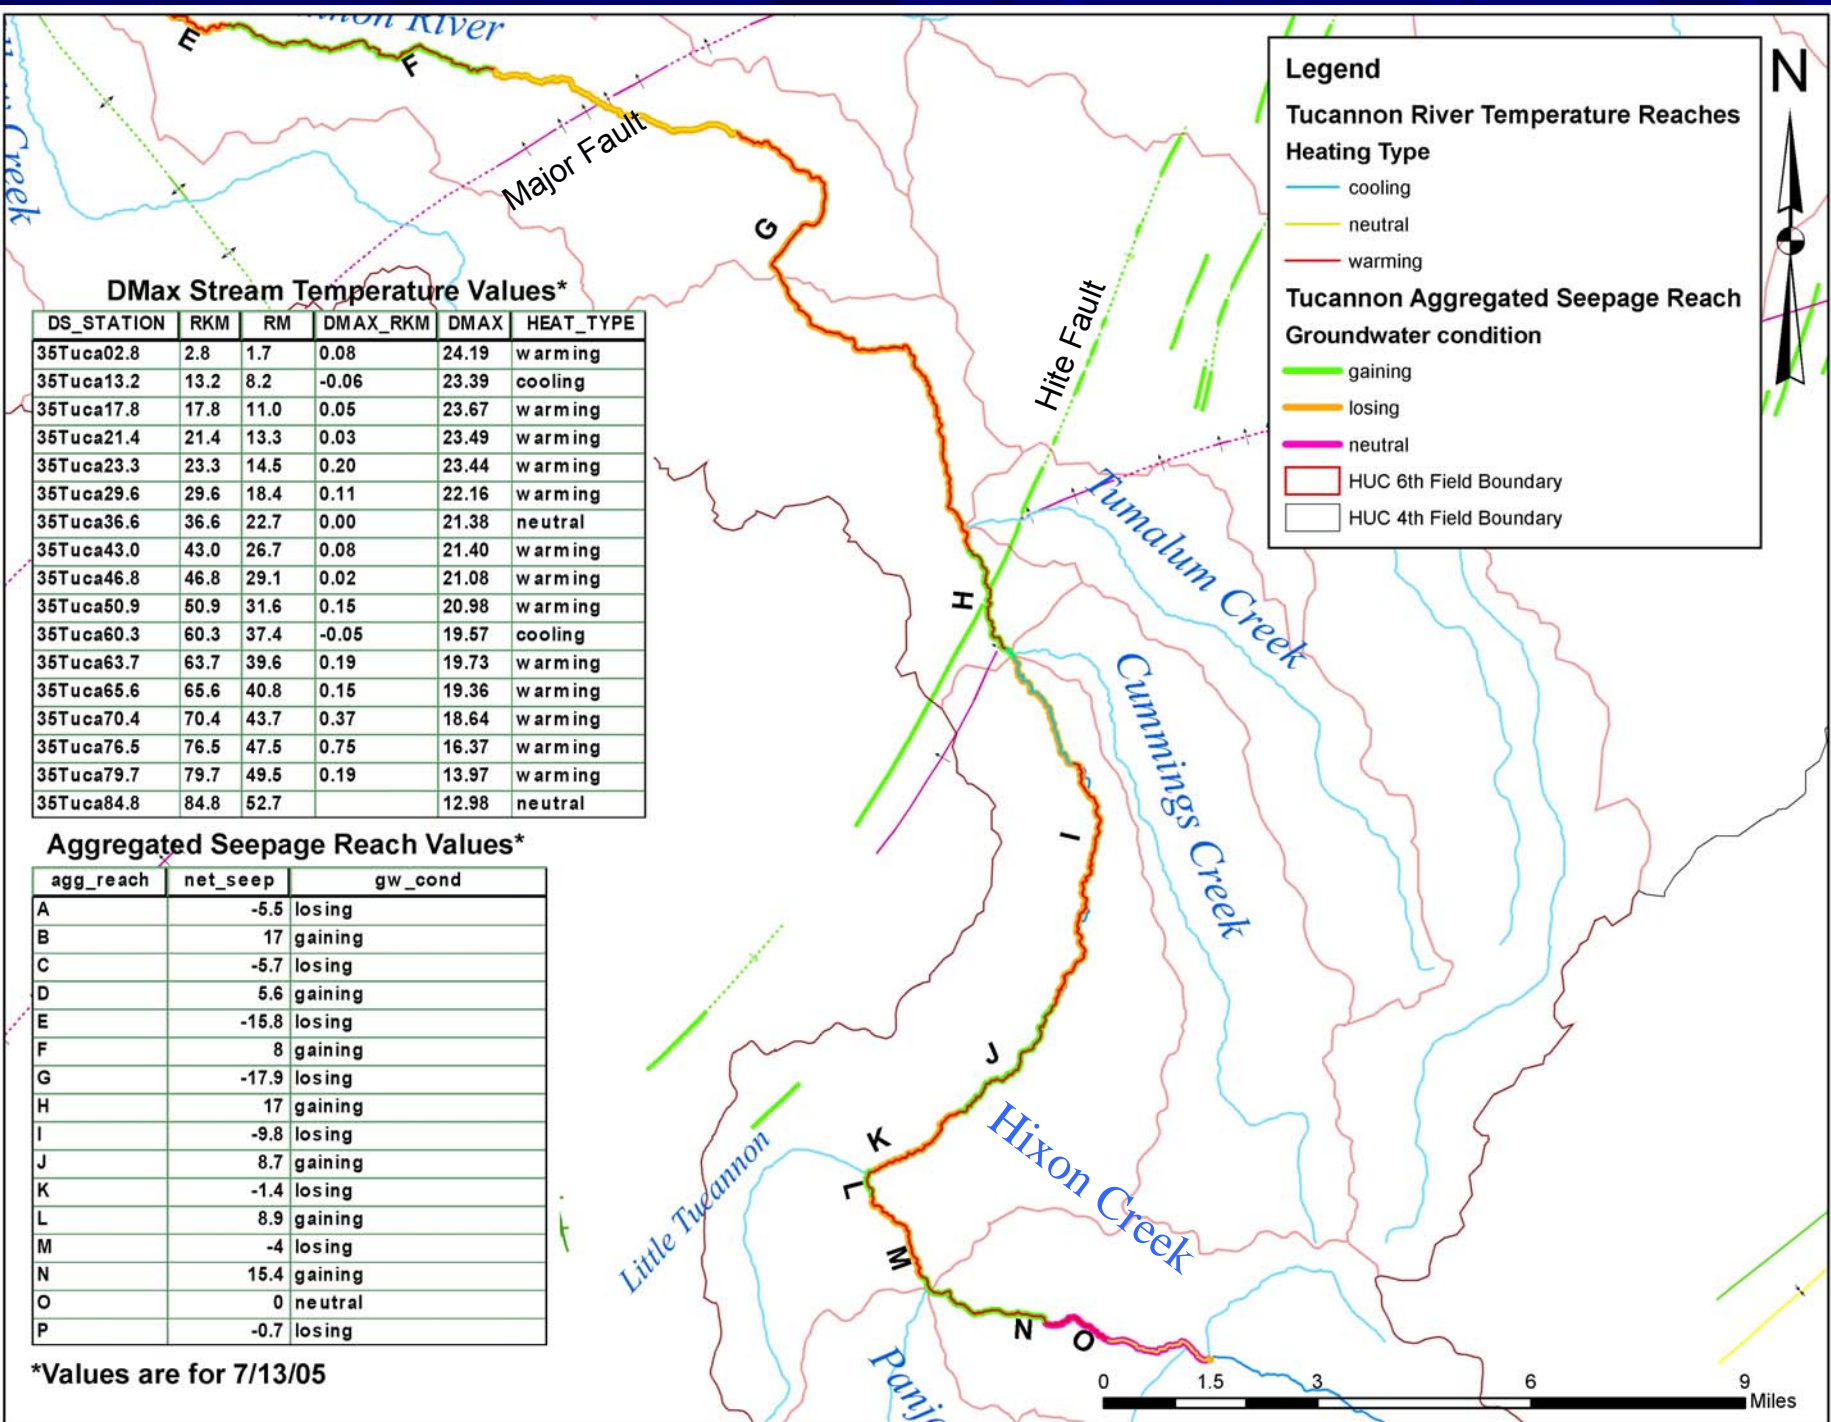 E
F
River
Creek
Major Fault
G
Hite Fault
Legend
Tucannon River Temperature Reaches
Heating Type
cooling
neutral
warming
Tucannon Aggregated Seepage Reach
Groundwater condition
gaining
losing
neutral
HUC 6th Field Boundary
HUC 4th Field Boundary
N
DMax Stream Temperature Values*
DS_STATION RKM RM DMAX_RKM DMAX HEAT_TYPE
35Tuca02.8 2.8 1.7 0.08 24.19 warming
35Tuca13.2 13.2 8.2 -0.06 23.39 cooling
35Tuca17.8 17.8 11.0 0.05 23.67 warming
35Tuca21.4 21.4 13.3 0.03 23.49 warming
35Tuca23.3 23.3 14.5 0.20 23.44 warming
35Tuca29.6 29.6 18.4 0.11 22.16 warming
35Tuca36.6 36.6 22.7 0.00 21.38 neutral
35Tuca43.0 43.0 26.7 0.08 21.40 warming
35Tuca46.8 46.8 29.1 0.02 21.08 warming
35Tuca50.9 50.9 31.6 0.15 20.98 warming
35Tuca60.3 60.3 37.4 -0.05 19.57 cooling
35Tuca63.7 63.7 39.6 0.19 19.73 warming
35Tuca65.6 65.6 40.8 0.15 19.36 warming
35Tuca70.4 70.4 43.7 0.37 18.64 warming
35Tuca76.5 76.5 47.5 0.75 16.37 warming
35Tuca79.7 79.7 49.5 0.19 13.97 warming
35Tuca84.8 84.8 52.7 12.98 neutral
Tumalum Creek
H
Cummings Creek
I
Aggregated Seepage Reach Values*
agg_reach net_seep gw_cond
A -5.5 losing
B 17 gaining
C -5.7 losing
D 5.6 gaining
E -15.8 losing
F 8 gaining
G -17.9 losing
H 17 gaining
I -9.8 losing
J 8.7 gaining
K -1.4 losing
L 8.9 gaining
M -4 losing
N 15.4 gaining
O 0 neutral
P -0.7 losing
*Values are for 7/13/05
J
Hixon Creek
K
L
Little Tucannon
M
N
O
0 1.5 3 6 9
Miles